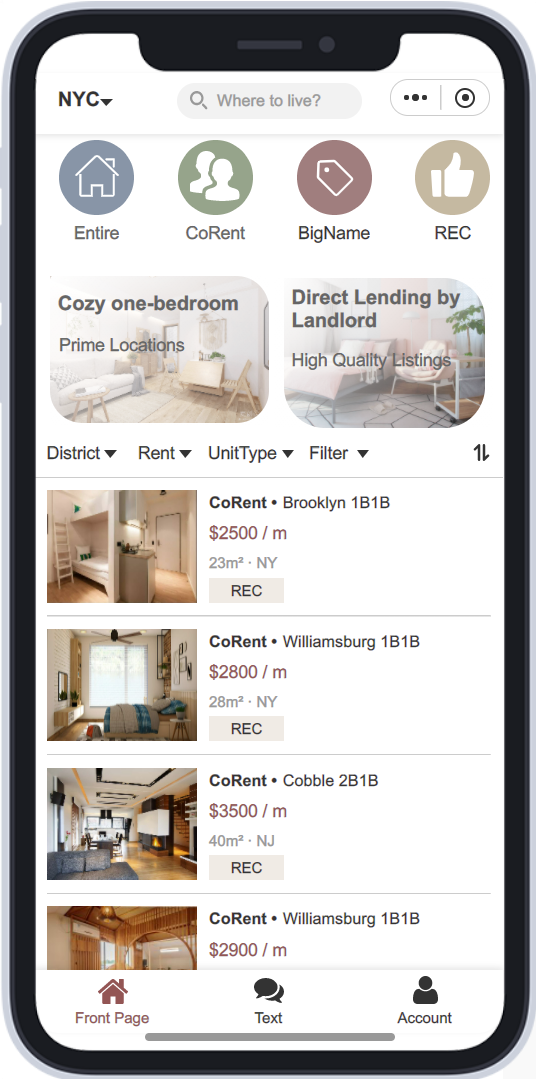 NYC
Where to live?
Entire
CoRent
BigName
REC
Cozy one-bedroom
Prime Locations
Direct Lending by
Landlord
High Quality Listings
District
Rent
UnitType
Filter
CoRent • Brooklyn 1B1B
$2500 / m
23m² · NY
REC
CoRent • Williamsburg 1B1B
$2800 / m
28m² · NY
REC
CoRent • Cobble 2B1B
$3500 / m
40m² · NJ
REC
CoRent • Williamsburg 1B1B
$2900 / m
Front Page
Text
Account